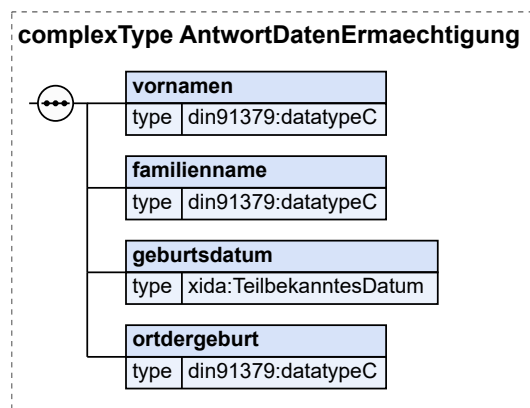 complexType AntwortDatenErmaechtigung
vornamen
type din91379:datatypeC
familienname
type din91379:datatypeC
geburtsdatum
type xida:TeilbekanntesDatum
ortdergeburt
type din91379:datatypeC